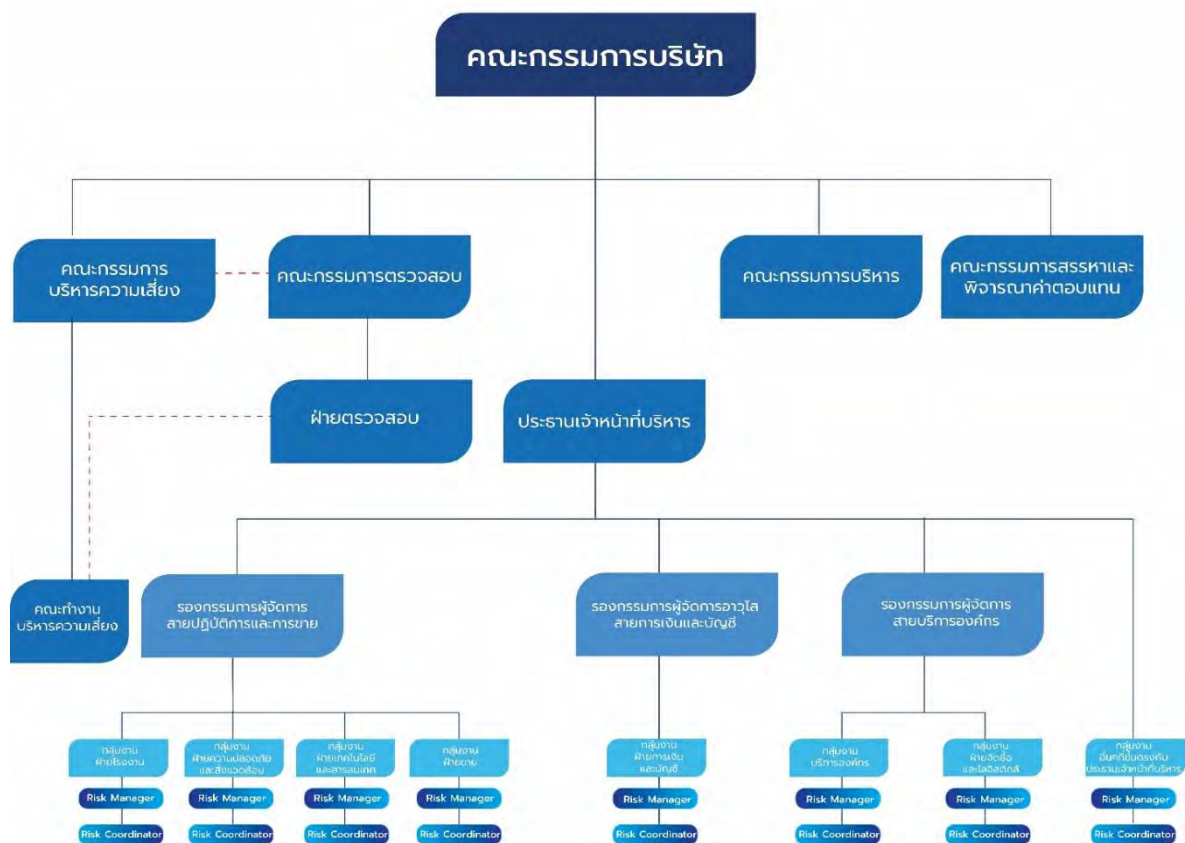 คณะกรรมการบริษัท
คณะกรรมการ
บริหารความเสี่ยง
คณะกรรมการตรวจสอบ
คณะกรรมการบริหาร
คณะกรรมการสรรหาและ
พิจารณาค่าตอบแทน
ฝ่ายตรวจสอบ
ประธานเจ้าหน้าที่บริหาร
คณะทำงาน
บริหารความเสี่ยง
รองกรรมการผู้จัดการ
สายปฏิบัติการและการขาย
รองกรรมการผู้จัดการอาวุโส
สายการเงินและบัญชี
รองกรรมการผู้จัดการ
สายบริการองค์กร
กลุ่มงาน
ฝ่ายโรงงาน
กลุ่มงาน
ฝ่ายความปลอดภัย
และสิ่งแวดล้อม
กลุ่มงาน
ฝ่ายเทคโนโลยี
และสารสนเทศ
กลุ่มงาน
ฝ่ายขาย
กลุ่มงาน
ฝ่ายการเงิน
และบัญชี
กลุ่มงาน
บริการองค์กร
กลุ่มงาน
ฝ่ายจัดซื้อ
และโลจิสติกส์
กลุ่มงาน
อื่นๆที่ขึ้นตรงกับ
ประธานเจ้าหน้าที่บริหาร
Risk Manager
Risk Manager
Risk Manager
Risk Manager
Risk Manager
Risk Manager
Risk Manager
Risk Manager
Risk Coordinator
Risk Coordinator
Risk Coordinator
Risk Coordinator
Risk Coordinator
Risk Coordinator
Risk Coordinator
Risk Coordinator